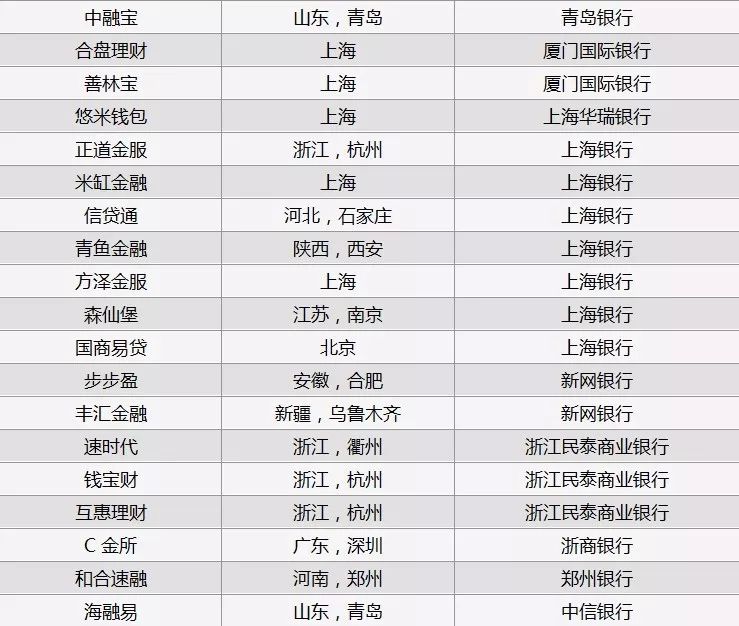 中融宝 山东，青岛 青岛银行
合盘理财 上海 厦门国际银行
善林宝 上海 厦门国际银行
悠米钱包 上海 上海华瑞银行
正道金服 浙江，杭州 上海银行
米缸金融 上海 上海银行
信贷通 河北，石家庄 上海银行
青鱼金融 陕西，西安 上海银行
方泽金服 上海 上海银行
森仙堡 江苏，南京 上海银行
国商易贷 北京 上海银行
步步盈 安徽，合肥 新网银行
丰汇金融 新疆，乌鲁木齐 新网银行
速时代 浙江，衢州 浙江民泰商业银行
钱宝财 浙江，杭州 浙江民泰商业银行
互惠理财 浙江，杭州 浙江民泰商业银行
C 金所 广东，深圳 浙商银行
和合速融 河南，郑州 郑州银行
海融易 山东，青岛 中信银行